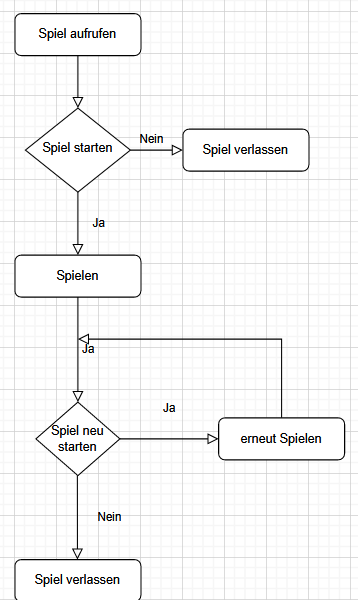 Spiel aufrufen
Spiel starten
Nein
Spiel verlassen
Ja
Spielen
Ja
Ja
Spiel neu
starten
erneut Spielen
Nein
Spiel verlassen